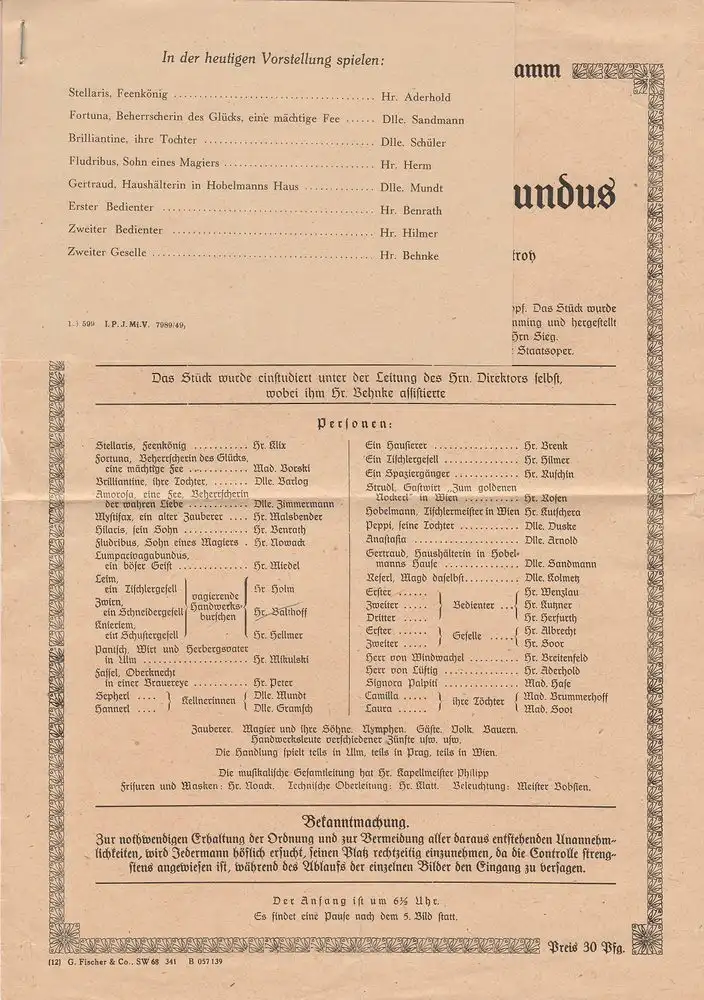 In der heutigen Vorstellung spielen:
Stellaris, Feenkönig .................................... Hr. Aderhold
Fortuna, Beherrscherin des Glücks, eine mächtige Fee ...... Dlle. Sandmann
Brilliantine, ihre Tochter ............................... Dlle. Schüler
Fludribus, Sohn eines Magiers ........................... Hr. Herm
Gertraud, Haushälterin in Hobelmanns Haus ............ Dlle. Mundt
Erster Bedienter ...................................... Hr. Benrath
Zweiter Bedienter .................................... Hr. Hilmer
Zweiter Geselle ........................................ Hr. Behnke
599 I. P. J. Mi. V. 7989/49
amm
undus
troy
opf. Das Stück wurde
mming und hergestellt
Hrn Sieg.
Staatsoper.
Das Stück wurde einstudiert unter der Leitung des Hrn. Direktors selbst,
wobei ihm Hr. Behnke assistierte
Personen:
Stellaris, Feenkönig .......... Hr. Klix
Fortuna, Beherrscherin des Glücks,
eine mächtige Fee ........... Mad. Borski
Brilliantine, ihre Tochter, ....... Dlle. Barlog
Amorosa, eine Fee, Beherrscherin
der wahren Liebe ........... Dlle. Zimmermann
Mystifax, ein alter Zauberer .... Hr. Malsbender
Hilaris, sein Sohn ............ Hr. Benrath
Fludribus, Sohn eines Magiers . Hr. Nowack
Lumpacivagabundus,
ein böser Geist ............. Hr. Miedel
Leim,
ein Tischlergesell
Zwirn,
ein Schneidergesell
Knieriem,
ein Schustergesell
vagierende
Handwerks-
burschen
Hr Holm
Hr. Balthoff
Hr. Hellmer
Pantsch, Wirt und Herbergsvater
in Ulm .................... Hr. Mikulski
Fassel, Oberknecht
in einer Brauereye ........... Hr. Peter
Sepherl ....
Hannerl ....
Kellnerinnen
Dlle. Mundt
Dlle. Gramsch
Ein Hausierer ............... Hr. Brenk
Ein Tischlergesell ............ Hr. Hilmer
Ein Spaziergänger ............ Hr. Ruschin
Strudl, Gastwirt „Zum goldenen
Nockerl" in Wien ........... Hr. Rosen
Hobelmann, Tischlermeister in Wien Hr. Kutschera
Peppi, seine Tochter ........... Dlle. Duske
Anastasia .................. Dlle. Arnold
Gertraud, Haushälterin in Hobel-
manns Hause ............... Dlle. Sandmann
Reserl, Magd daselbst.......... Dlle. Kolmetz
Erster ......
Zweiter ......
Dritter ......
Bedienter ...
Hr. Wenzlau
Hr. Kutzner
Hr. Herfurth
Erster ......
Zweiter .....
Geselle ....
Hr. Albrecht
Hr. Soor
Herr von Windwachel .......... Hr. Breitenfeld
Herr von Lüftig .............. Hr. Aderhold
Signora Palpiti .............. Mad. Hase
Camilla .....
Laura ......
ihre Töchter
Mad. Brammerhoff
Mad. Soot
Zauberer. Magier und ihre Söhne. Nymphen. Gäste. Volk. Bauern.
Handwerksleute verschiedener Zünfte usw. usw.
Die Handlung spielt teils in Ulm, teils in Prag, teils in Wien.
Die musikalische Gesamtleitung hat Hr. Kapellmeister Philipp
Frisuren und Masken: Hr. Noack. Technische Oberleitung: Hr. Klatt. Beleuchtung: Meister Bobsien.
Bekanntmachung.
Zur nothwendigen Erhaltung der Ordnung und zur Vermeidung aller daraus entstehenden Unannehm-
lichkeiten, wird Jedermann höflich ersucht, seinen Platz rechtzeitig einzunehmen, da die Controlle streng-
stens angewiesen ist, während des Ablaufs der einzelnen Bilder den Eingang zu versagen.
Der Anfang ist um 6½ Uhr.
Es findet eine Pause nach dem 5. Bild statt.
Preis 30 Pfg.
(12) G. Fischer & Co., SW 68 341 B 057 139